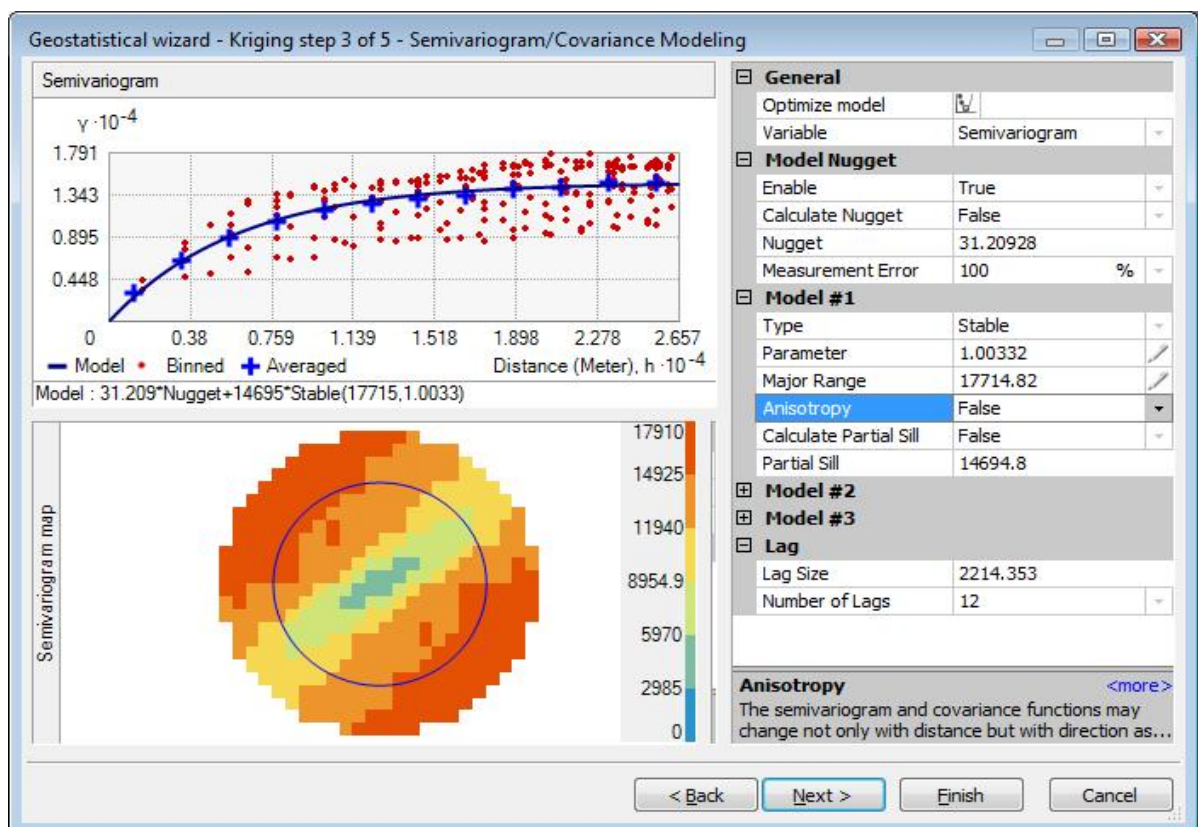 Geostatistical wizard - Kriging step 3 of 5 - Semivariogram/Covariance Modeling
Semivariogram
γ ·10⁻⁴
1.791
1.343
0.895
0.448
0 0.38 0.759 1.139 1.518 1.898 2.278 2.657
Model Binned Averaged Distance (Meter), h ·10⁻⁴
Model : 31.209*Nugget+14695*Stable(17715,1.0033)
Semivariogram map
17910
14925
11940
8954.9
5970
2985
0
General
Optimize model
Variable Semivariogram
Model Nugget
Enable True
Calculate Nugget False
Nugget 31.20928
Measurement Error 100 %
Model #1
Type Stable
Parameter 1.00332
Major Range 17714.82
Anisotropy False
Calculate Partial Sill False
Partial Sill 14694.8
Model #2
Model #3
Lag
Lag Size 2214.353
Number of Lags 12
Anisotropy <more>
The semivariogram and covariance functions may
change not only with distance but with direction as...
< Back Next > Finish Cancel